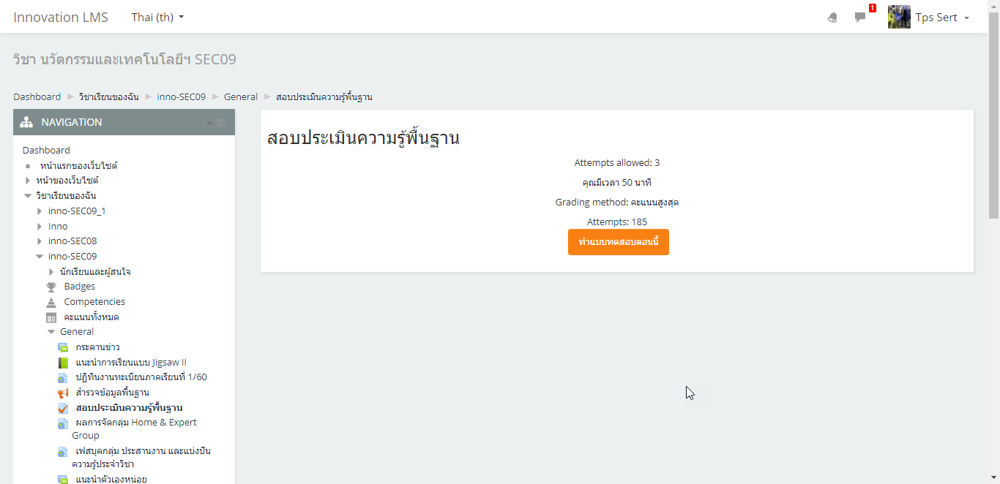 Innovation LMS Thai (th) 1 Tps Sert
วิชา นวัตกรรมและเทคโนโลยีฯ SEC09
Dashboard วิชาเรียนของฉัน inno-SEC09 General สอบประเมินความรู้พื้นฐาน
NAVIGATION
Dashboard
หน้าแรกของเว็บไซต์
หน้าของเว็บไซต์
วิชาเรียนของฉัน
inno-SEC09_1
Inno
inno-SEC08
inno-SEC09
นักเรียนและผู้สนใจ
Badges
Competencies
คะแนนทั้งหมด
General
กระดานข่าว
แนะนำการเรียนแบบ Jigsaw II
ปฏิทินงานทะเบียนภาคเรียนที่ 1/60
สำรวจข้อมูลพื้นฐาน
สอบประเมินความรู้พื้นฐาน
ผลการจัดกลุ่ม Home & Expert
Group
เฟสบุคกลุ่ม ประสานงาน และแบ่งปัน
ความรู้ประจำวิชา
แนะนำตัวเองหน่อย
สอบประเมินความรู้พื้นฐาน
Attempts allowed: 3
คุณมีเวลา 50 นาที
Grading method: คะแนนสูงสุด
Attempts: 185
ทำแบบทดสอบตอนนี้